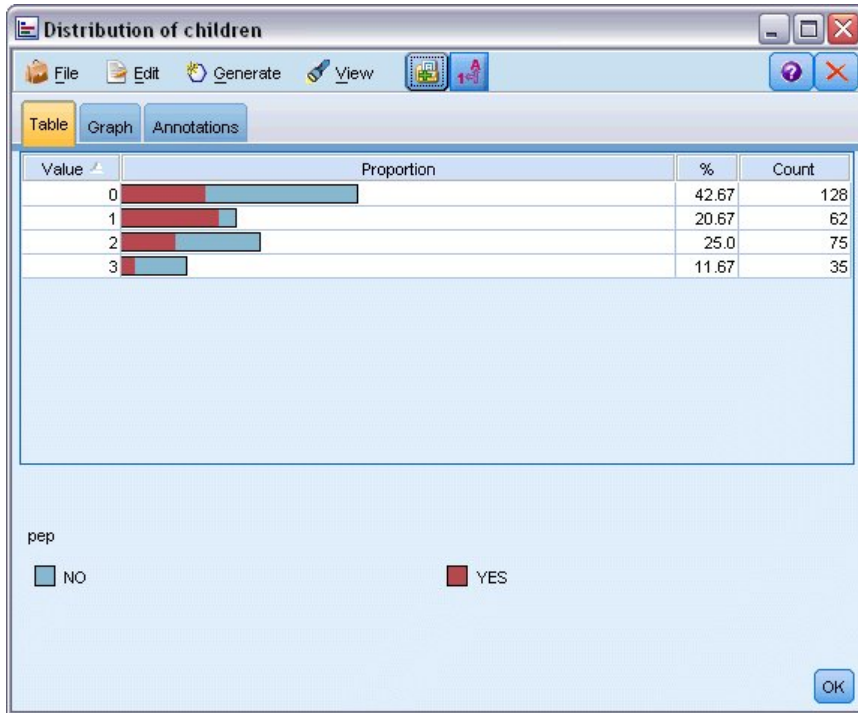 Distribution of children
File Edit Generate View
Table Graph Annotations
Value Proportion % Count
0 42.67 128
1 20.67 62
2 25.0 75
3 11.67 35
pep
NO YES
OK